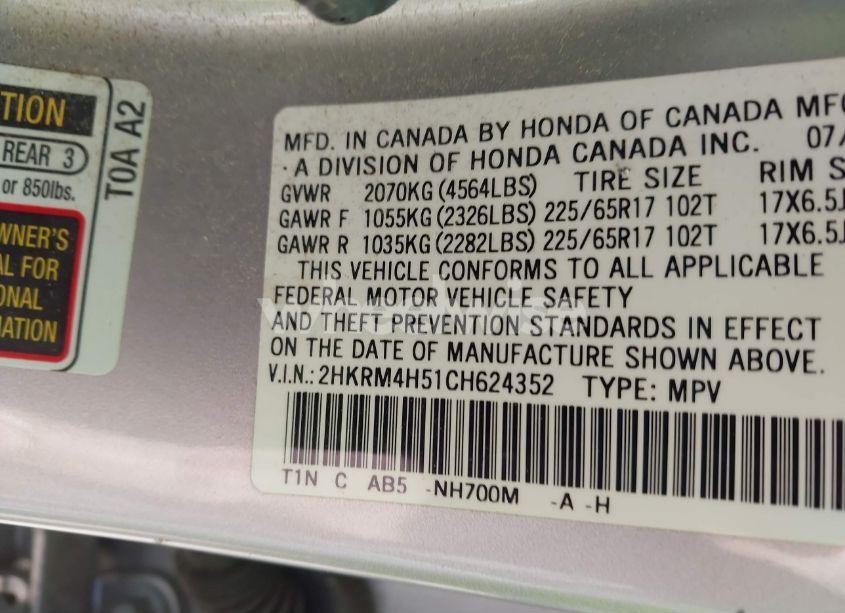 TION
REAR 3
or 850lbs.
WNER'S
AL FOR
ONAL
MATION
T0A A2
MFD. IN CANADA BY HONDA OF CANADA MFG
A DIVISION OF HONDA CANADA INC. 07/
GVWR 2070KG (4564LBS) TIRE SIZE RIM S
GAWR F 1055KG (2326LBS) 225/65R17 102T 17X6.5J
GAWR R 1035KG (2282LBS) 225/65R17 102T 17X6.5J
THIS VEHICLE CONFORMS TO ALL APPLICABLE
FEDERAL MOTOR VEHICLE SAFETY
AND THEFT PREVENTION STANDARDS IN EFFECT
ON THE DATE OF MANUFACTURE SHOWN ABOVE.
V.I.N.: 2HKRM4H51CH624352 TYPE: MPV
T1N C AB5 -NH700M -A -H